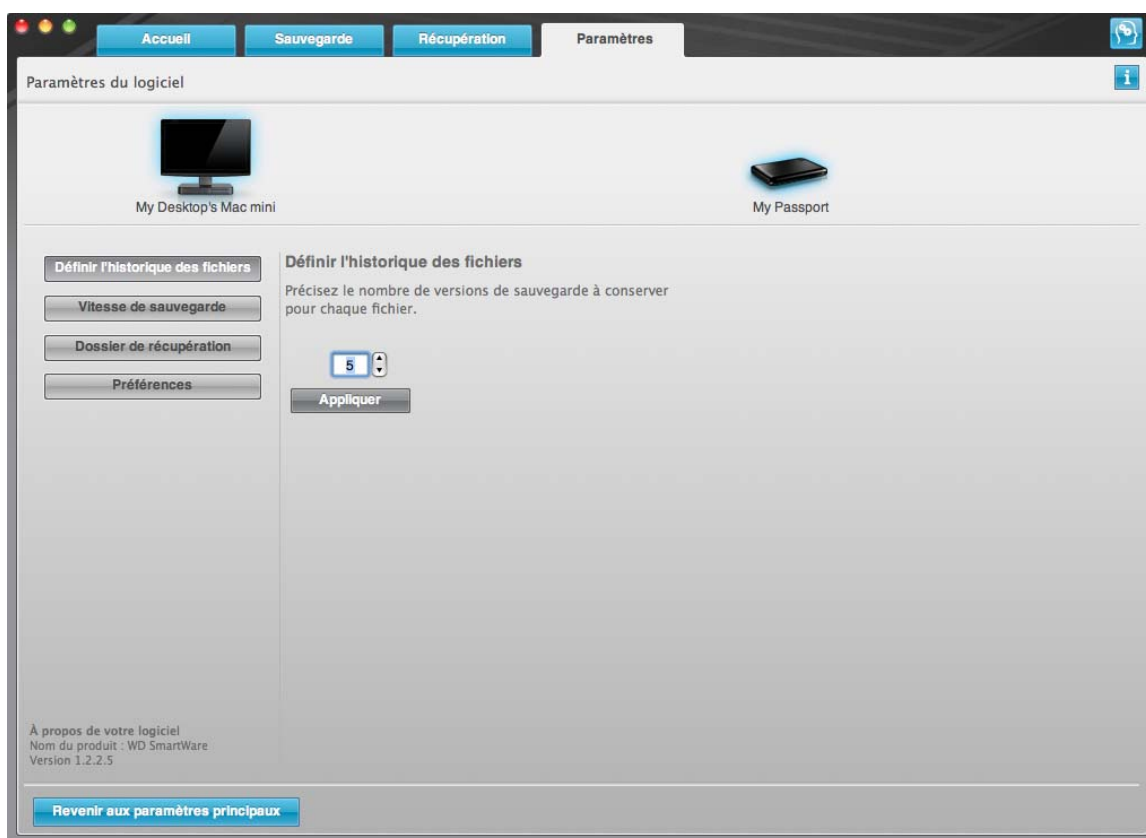 Accueil
Sauvegarde
Récupération
Paramètres
Paramètres du logiciel
i
My Desktop's Mac mini
My Passport
Définir l'historique des fichiers
Vitesse de sauvegarde
Dossier de récupération
Préférences
Définir l'historique des fichiers
Précisez le nombre de versions de sauvegarde à conserver
pour chaque fichier.
5
Appliquer
À propos de votre logiciel
Nom du produit : WD SmartWare
Version 1.2.2.5
Revenir aux paramètres principaux